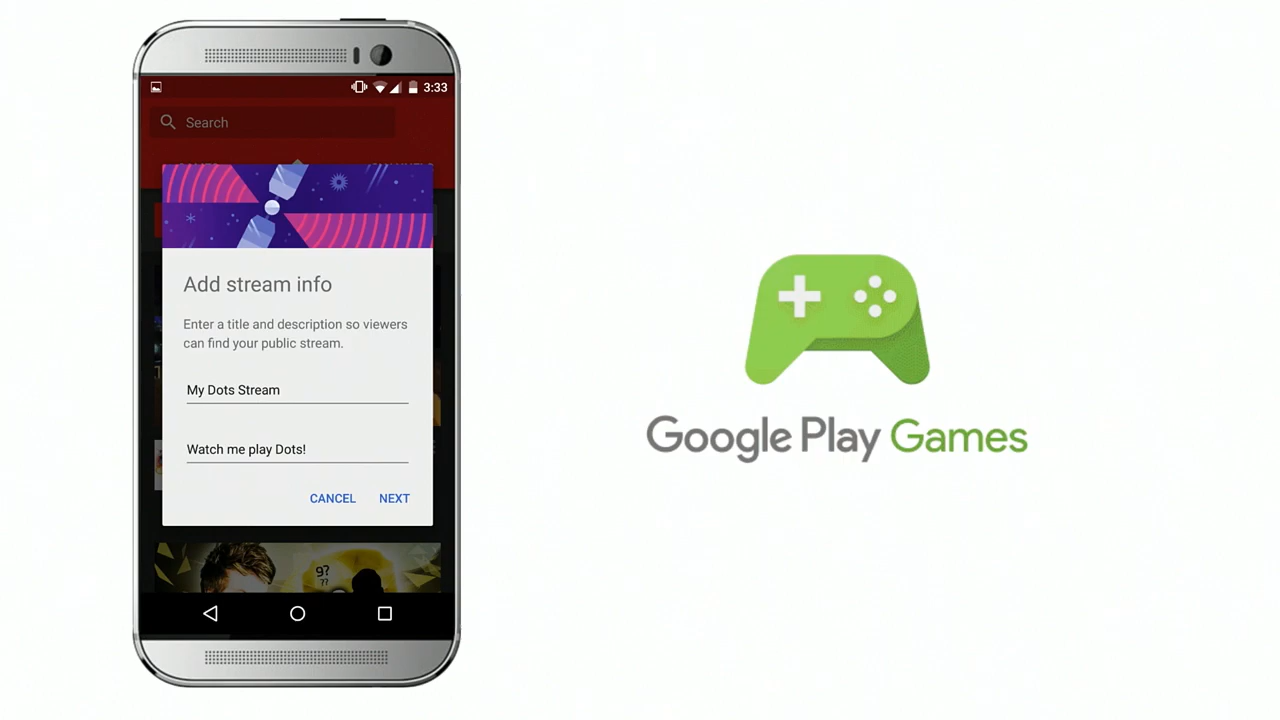 3:33
Search
Add stream info
Enter a title and description so viewers
can find your public stream.
My Dots Stream
Watch me play Dots!
CANCEL NEXT
9?
??
Google Play Games